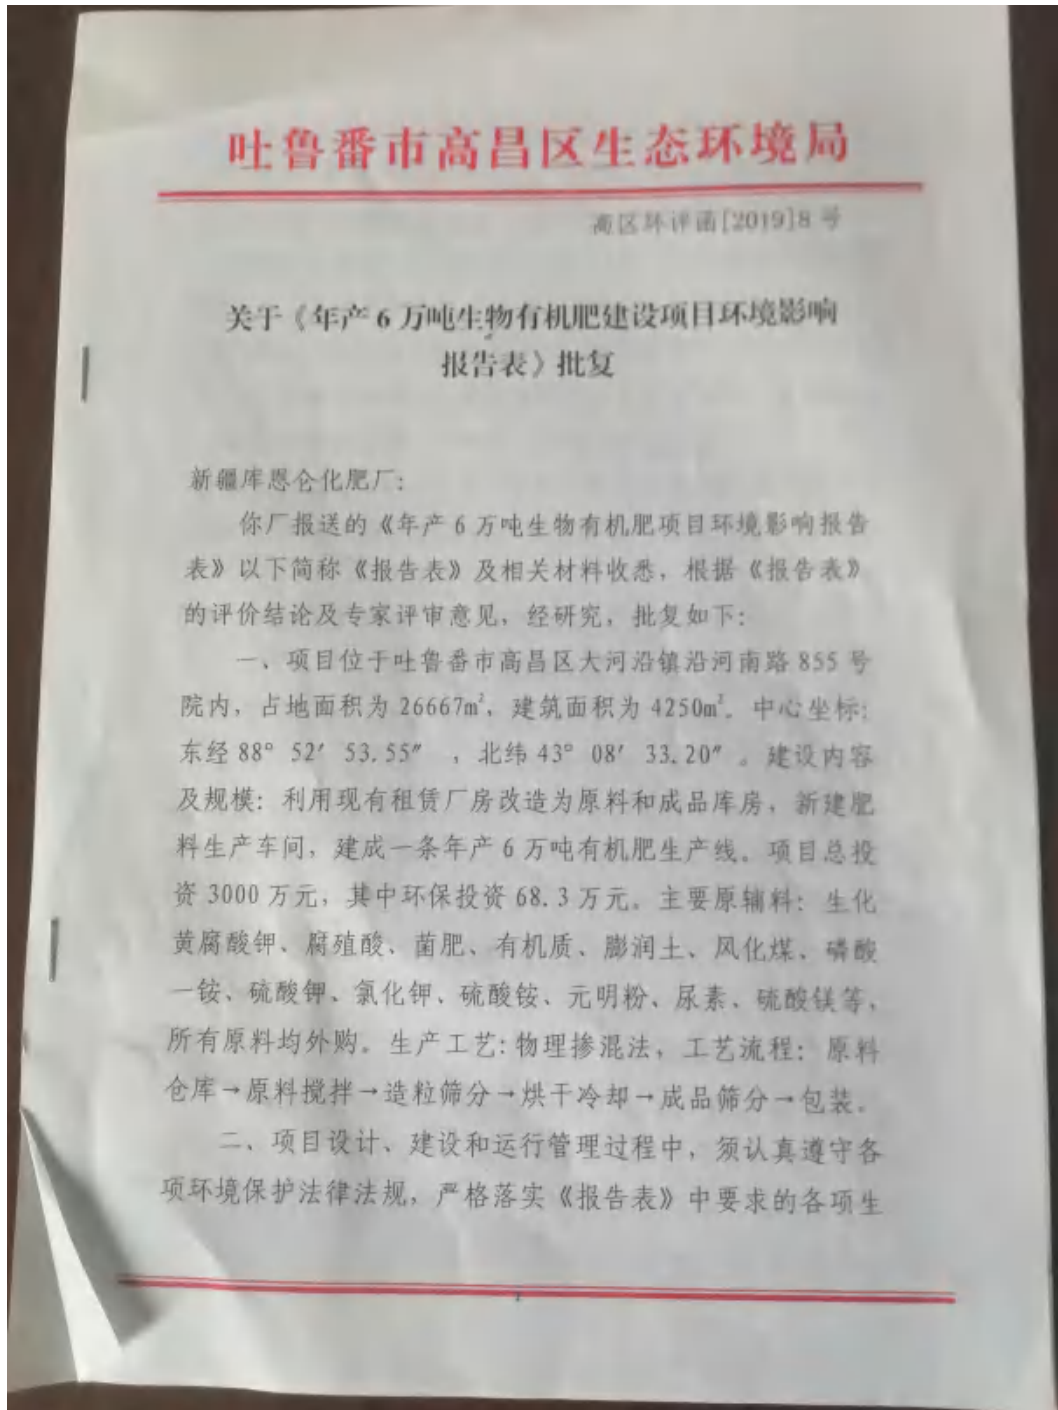 吐鲁番市高昌区生态环境局
高区环评函[2019]8号
关于《年产6万吨生物有机肥建设项目环境影响
报告表》批复
新疆库恩仑化肥厂：
你厂报送的《年产6万吨生物有机肥项目环境影响报告
表》以下简称《报告表》及相关材料收悉，根据《报告表》
的评价结论及专家评审意见，经研究，批复如下：
一、项目位于吐鲁番市高昌区大河沿镇沿河南路855号
院内，占地面积为26667m²，建筑面积为4250m²。中心坐标：
东经88° 52′ 53.55″ ，北纬43° 08′ 33.20″ 。建设内容
及规模：利用现有租赁厂房改造为原料和成品库房，新建肥
料生产车间，建成一条年产6万吨有机肥生产线。项目总投
资3000万元，其中环保投资68.3万元。主要原辅料：生化
黄腐酸钾、腐殖酸、菌肥、有机质、膨润土、风化煤、磷酸
一铵、硫酸钾、氯化钾、硫酸铵、元明粉、尿素、硫酸镁等，
所有原料均外购。生产工艺：物理掺混法，工艺流程：原料
仓库→原料搅拌→造粒筛分→烘干冷却→成品筛分→包装。
二、项目设计、建设和运行管理过程中，须认真遵守各
项环境保护法律法规，严格落实《报告表》中要求的各项生
1